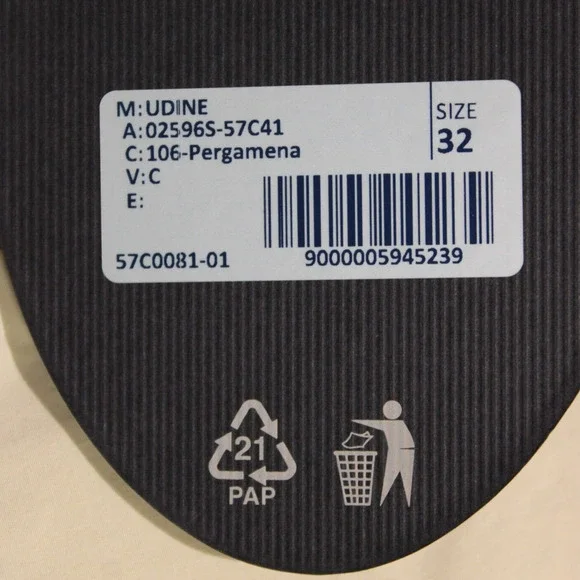 M:UDINE
A:02596S-57C41
C:106-Pergamena
V:C
E:
SIZE
32
57C0081-01
9000005945239
21
PAP